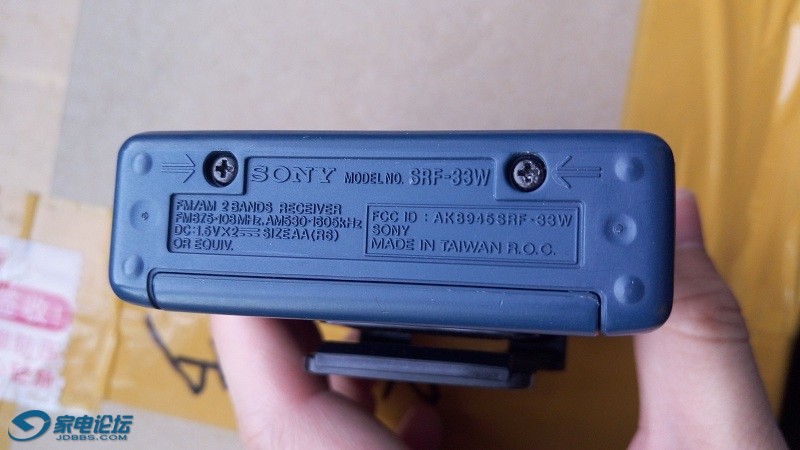 SONY MODEL NO. SRF-33W
FM/AM 2 BANDS RECEIVER
FM87.5-108MHz, AM530-1605kHz
DC:1.5V×2⎓SIZE AA(R6)
OR EQUIV.
FCC ID : AK8945SRF-33W
SONY
MADE IN TAIWAN R.O.C.
家电论坛
JDBBS.COM